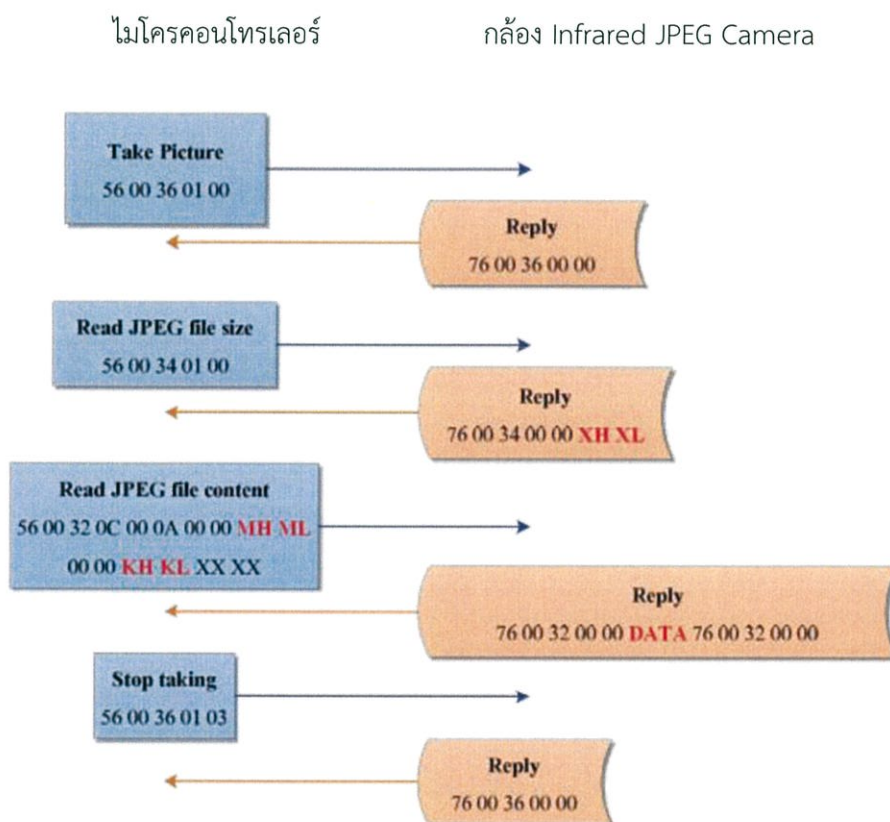 ไมโครคอนโทรเลอร์
กล้อง Infrared JPEG Camera
Take Picture
56 00 36 01 00
Reply
76 00 36 00 00
Read JPEG file size
56 00 34 01 00
Reply
76 00 34 00 00 XH XL
Read JPEG file content
56 00 32 0C 00 0A 00 00 MH ML
00 00 KH KL XX XX
Reply
76 00 32 00 00 DATA 76 00 32 00 00
Stop taking
56 00 36 01 03
Reply
76 00 36 00 00